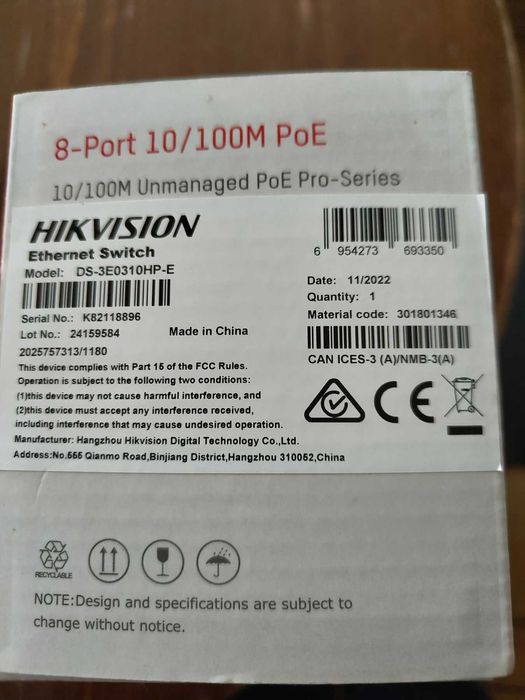 8-Port 10/100M PoE
10/100M Unmanaged PoE Pro-Series
HIKVISION
Ethernet Switch
Model: DS-3E0310HP-E
6 954273 693350
Date: 11/2022
Quantity: 1
Serial No.: K82118896
Material code: 301801346
Lot No.: 24159584
Made in China
2025757313/1180
CAN ICES-3 (A)/NMB-3(A)
This device complies with Part 15 of the FCC Rules.
Operation is subject to the following two conditions:
(1)this device may not cause harmful interference, and
(2)this device must accept any interference received,
including interference that may cause undesired operation.
CE
Manufacturer: Hangzhou Hikvision Digital Technology Co.,Ltd.
Address:No.555 Qianmo Road,Binjiang District,Hangzhou 310052,China
RECYCLABLE
NOTE:Design and specifications are subject to
change without notice.